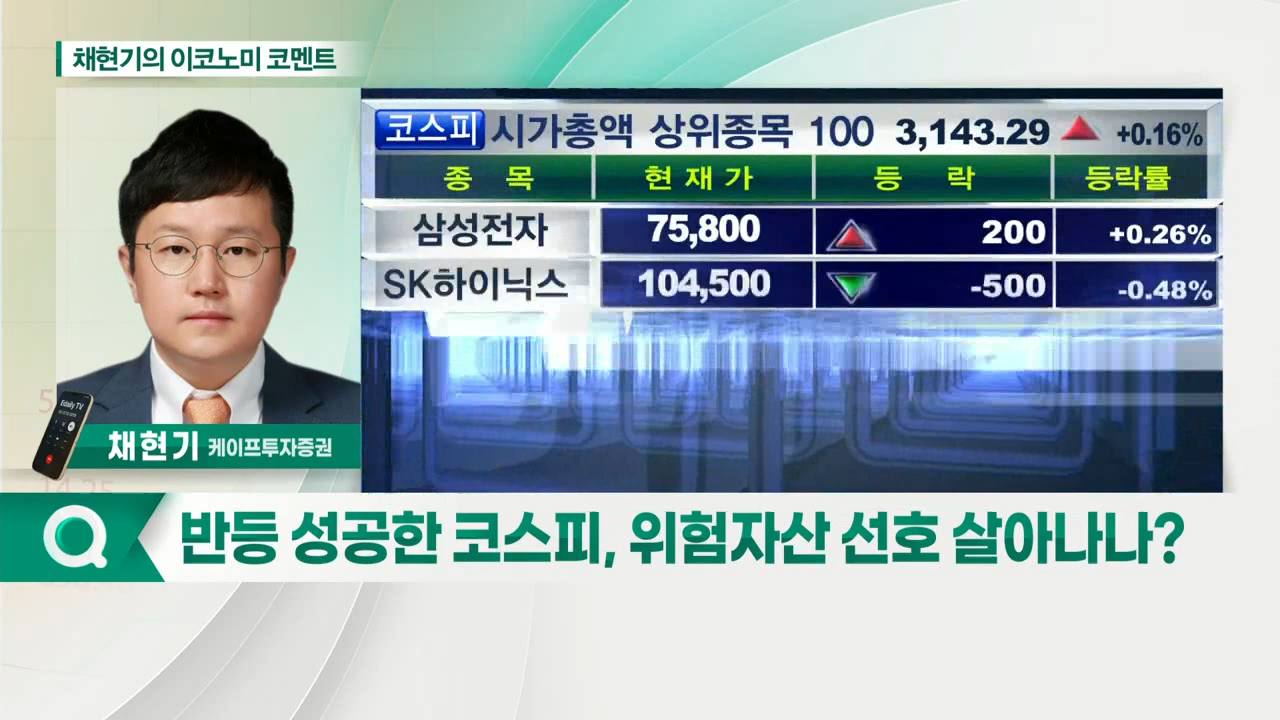 채현기의 이코노미 코멘트
코스피 시가총액 상위종목 100 3,143.29 ▲ +0.16%
종 목 현 재 가 등 락 등락률
삼성전자 75,800 ▲ 200 +0.26%
SK하이닉스 104,500 ▼ -500 -0.48%
Edaily TV
채현기 케이프투자증권
반등 성공한 코스피, 위험자산 선호 살아나나?